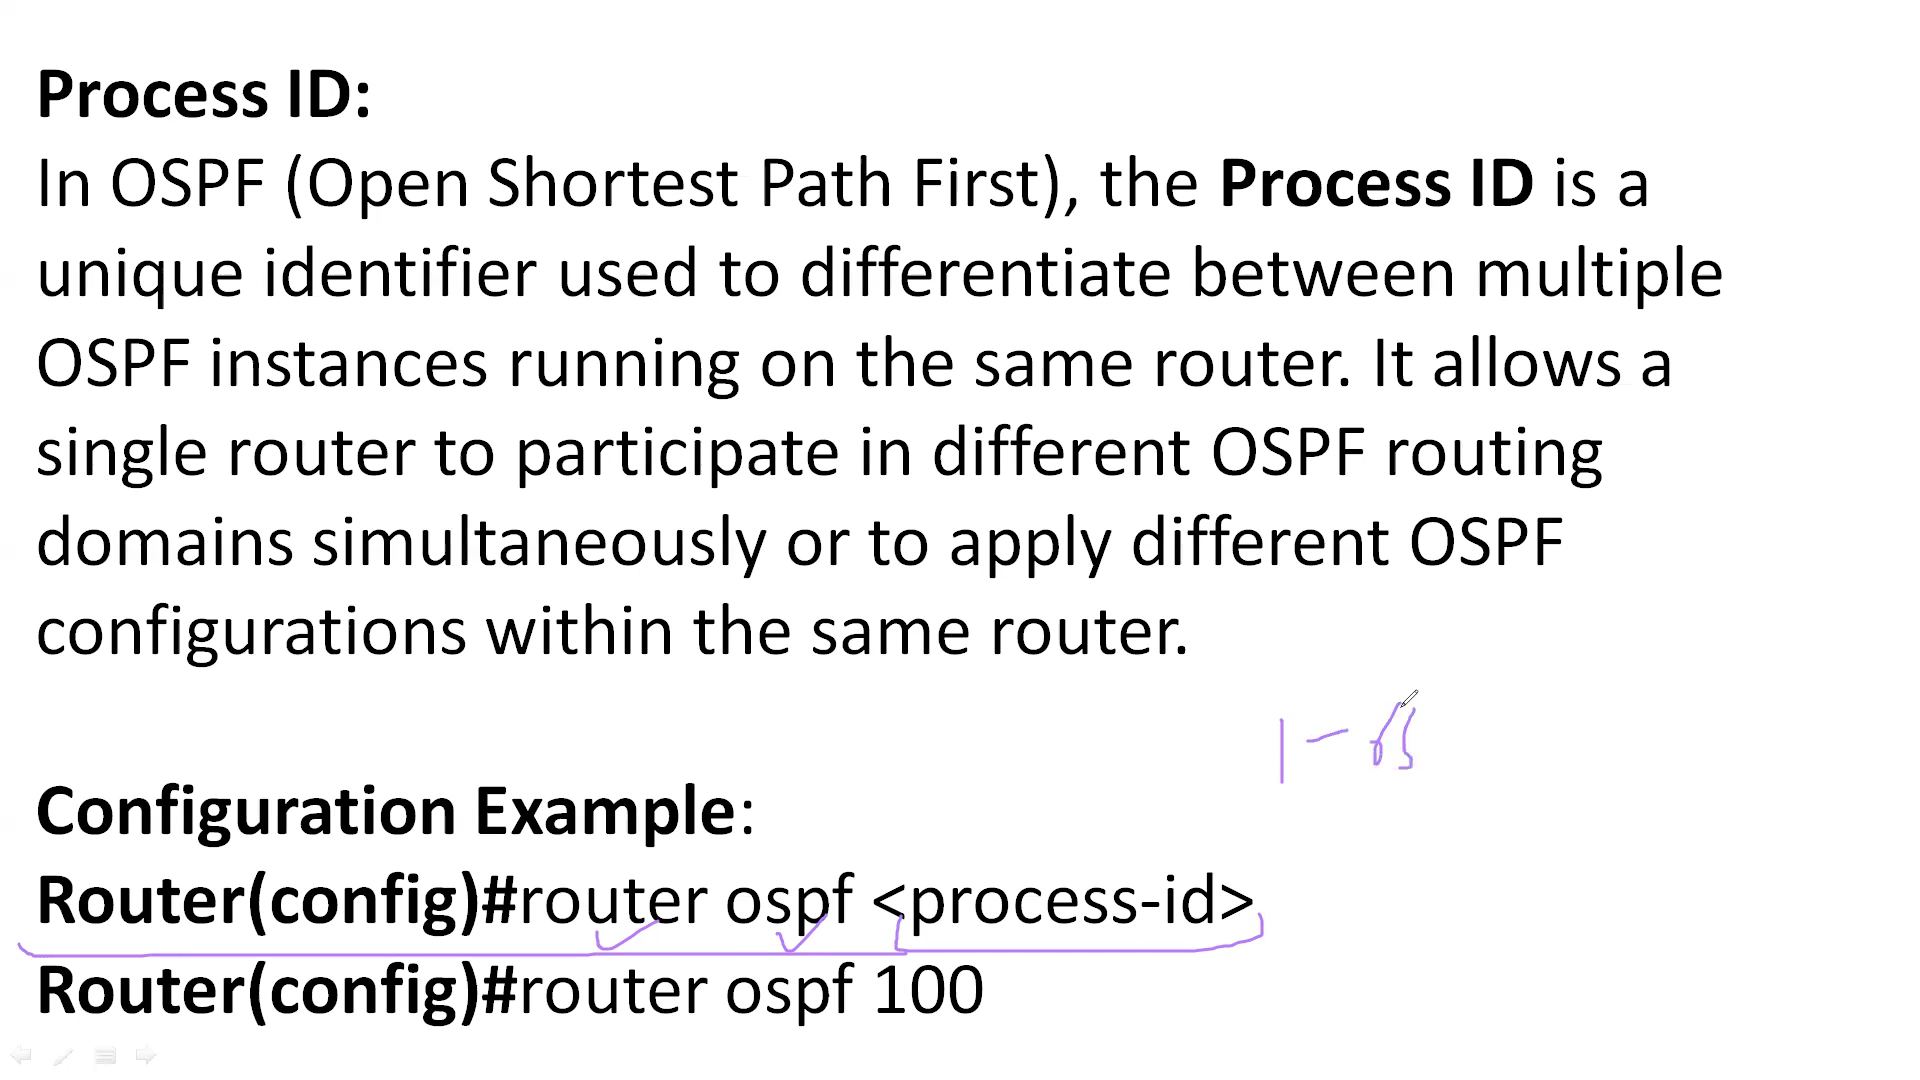 Process ID:
In OSPF (Open Shortest Path First), the Process ID is a
unique identifier used to differentiate between multiple
OSPF instances running on the same router. It allows a
single router to participate in different OSPF routing
domains simultaneously or to apply different OSPF
configurations within the same router.
1-65
Configuration Example:
Router(config)#router ospf <process-id>
Router(config)#router ospf 100